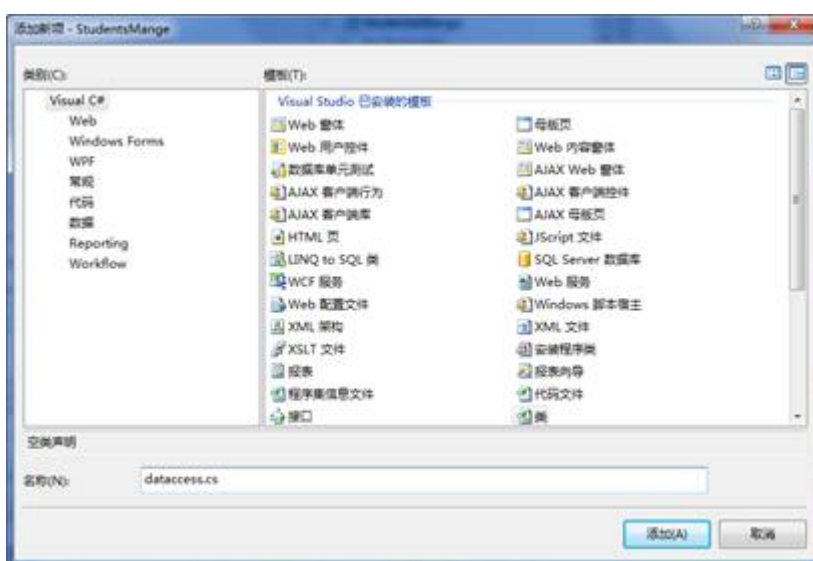 添加新项 - StudentsMange
类别(C):
模板(T):
Visual C#
Web
Windows Forms
WPF
常规
代码
数据
Reporting
Workflow
Visual Studio 已安装的模板
Web 窗体
母版页
Web 用户控件
Web 内容窗体
数据库单元测试
AJAX Web 窗体
AJAX 客户端行为
AJAX 客户端控件
AJAX 客户端库
AJAX 母版页
HTML 页
JScript 文件
LINQ to SQL 类
SQL Server 数据库
WCF 服务
Web 服务
Web 配置文件
Windows 脚本宿主
XML 架构
XML 文件
XSLT 文件
安装程序类
报表
报表向导
程序集信息文件
代码文件
接口
类
空类声明
名称(N):
dataccess.cs
添加(A)
取消